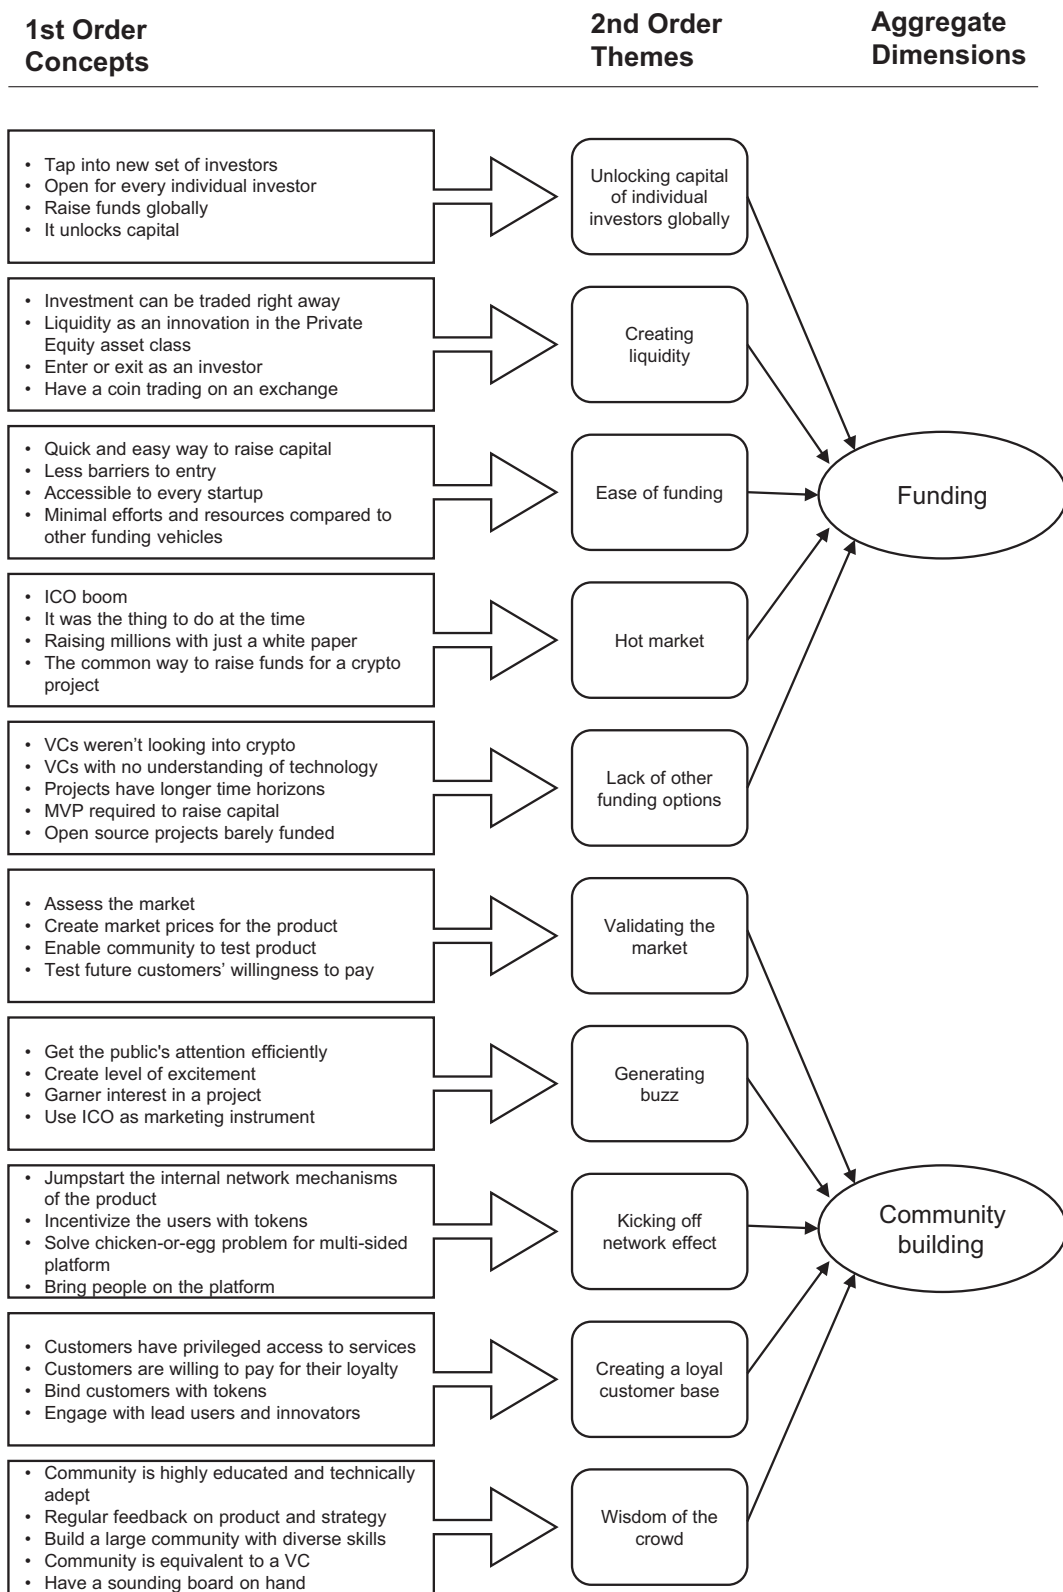 1st Order
Concepts
2nd Order
Themes
Aggregate
Dimensions
• Tap into new set of investors
• Open for every individual investor
• Raise funds globally
• It unlocks capital
Unlocking capital
of individual
investors globally
• Investment can be traded right away
• Liquidity as an innovation in the Private
Equity asset class
• Enter or exit as an investor
• Have a coin trading on an exchange
Creating
liquidity
• Quick and easy way to raise capital
• Less barriers to entry
• Accessible to every startup
• Minimal efforts and resources compared to
other funding vehicles
Ease of funding
Funding
• ICO boom
• It was the thing to do at the time
• Raising millions with just a white paper
• The common way to raise funds for a crypto
project
Hot market
• VCs weren’t looking into crypto
• VCs with no understanding of technology
• Projects have longer time horizons
• MVP required to raise capital
• Open source projects barely funded
Lack of other
funding options
• Assess the market
• Create market prices for the product
• Enable community to test product
• Test future customers’ willingness to pay
Validating the
market
• Get the public's attention efficiently
• Create level of excitement
• Garner interest in a project
• Use ICO as marketing instrument
Generating
buzz
• Jumpstart the internal network mechanisms
of the product
• Incentivize the users with tokens
• Solve chicken-or-egg problem for multi-sided
platform
• Bring people on the platform
Kicking off
network effect
Community
building
• Customers have privileged access to services
• Customers are willing to pay for their loyalty
• Bind customers with tokens
• Engage with lead users and innovators
Creating a loyal
customer base
• Community is highly educated and technically
adept
• Regular feedback on product and strategy
• Build a large community with diverse skills
• Community is equivalent to a VC
• Have a sounding board on hand
Wisdom of the
crowd